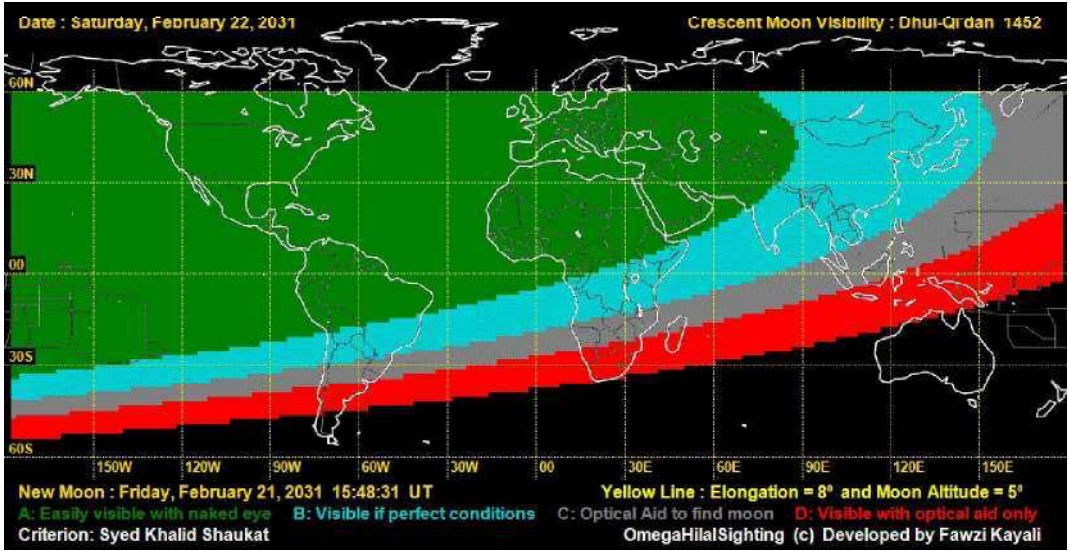 Date : Saturday, February 22, 2031
Crescent Moon Visibility : Dhul-Qi'dah 1452
60N
30N
00
30S
60S
150W 120W 90W 60W 30W 00 30E 60E 90E 120E 150E
New Moon : Friday, February 21, 2031 15:48:31 UT
Yellow Line : Elongation = 8º and Moon Altitude = 5º
A: Easily visible with naked eye B: Visible if perfect conditions C: Optical Aid to find moon D: Visible with optical aid only
Criterion: Syed Khalid Shaukat
OmegaHilalSighting (c) Developed by Fawzi Kayali